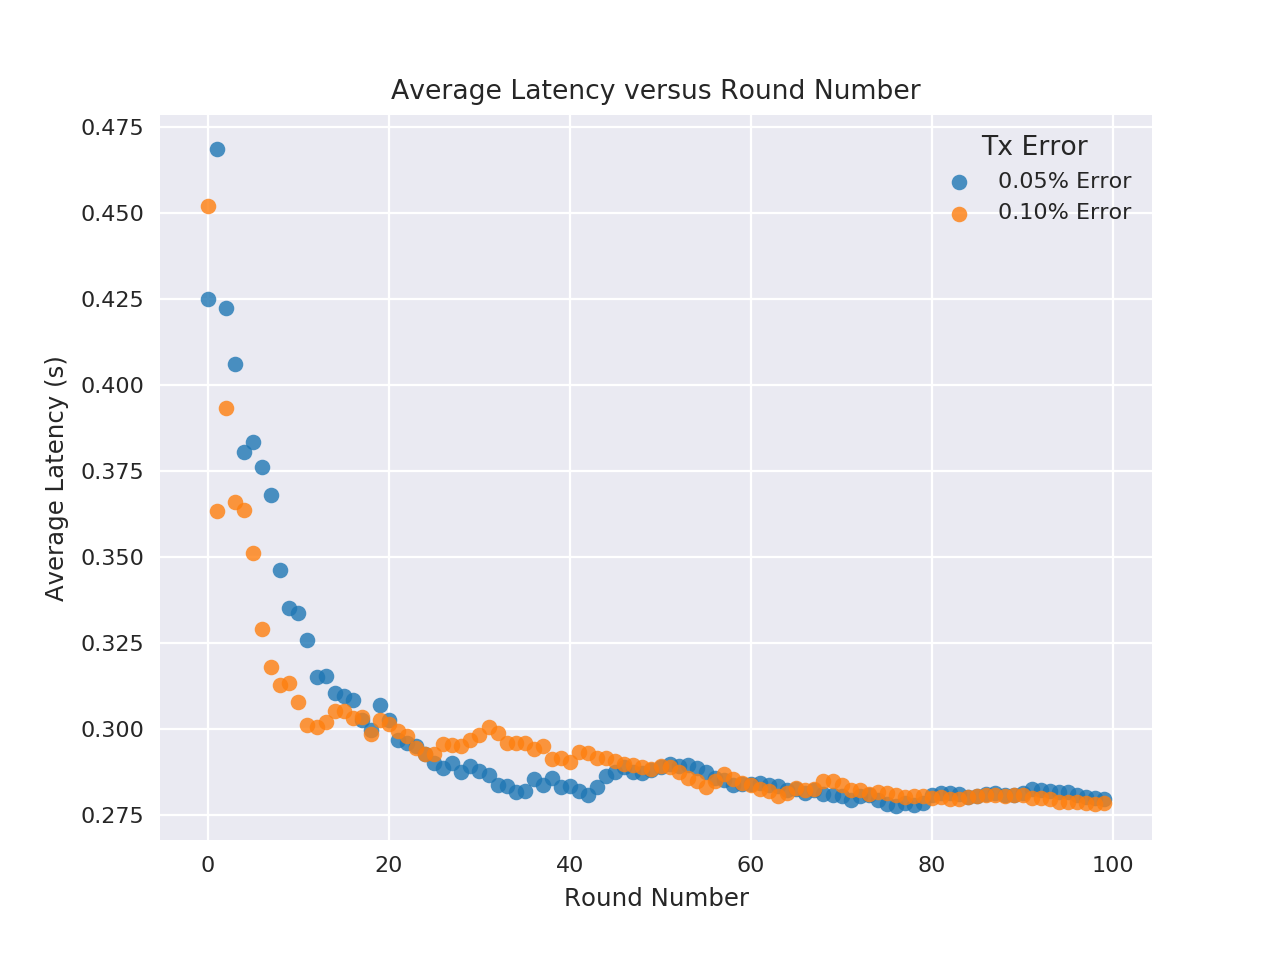 Average Latency versus Round Number
Tx Error
0.05% Error
0.10% Error
Average Latency (s)
0.475
0.450
0.425
0.400
0.375
0.350
0.325
0.300
0.275
0 20 40 60 80 100
Round Number